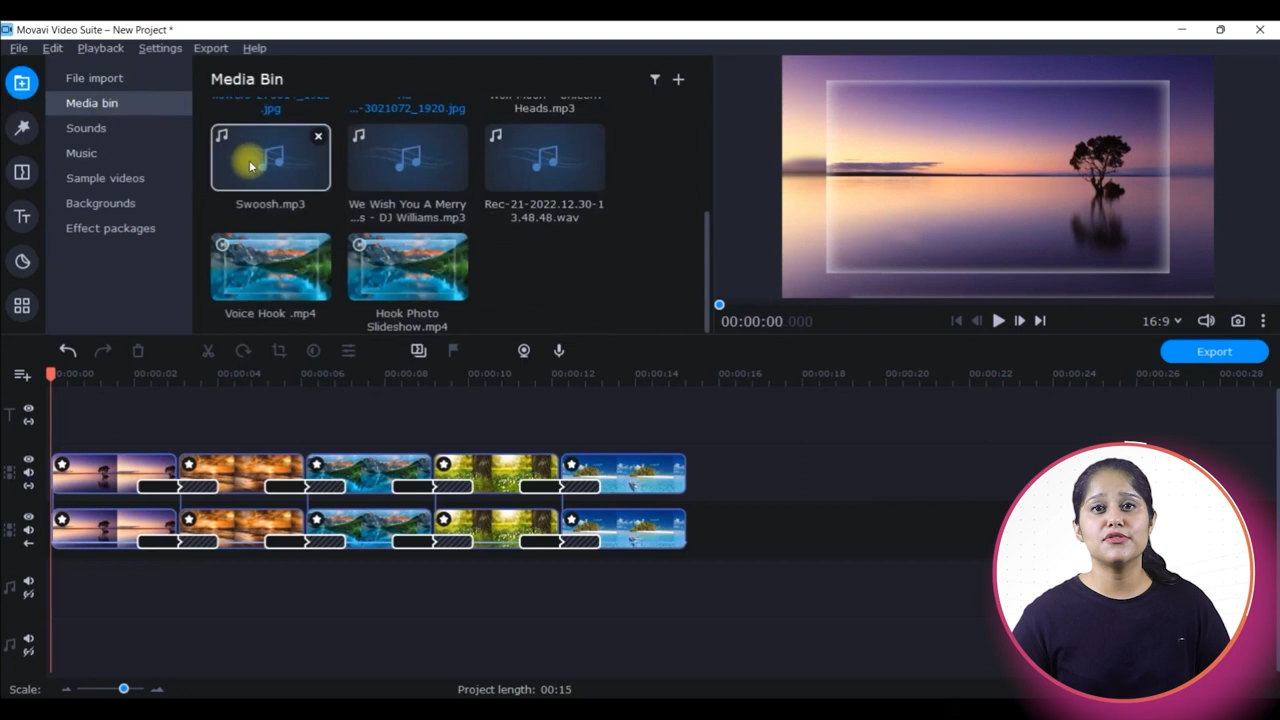 Movavi Video Suite – New Project *
File Edit Playback Settings Export Help
File import
Media bin
Sounds
Music
Sample videos
Backgrounds
Effect packages
Media Bin
.jpg
...-3021072_1920.jpg
Heads.mp3
Swoosh.mp3
We Wish You A Merry
...s - DJ Williams.mp3
Rec-21-2022.12.30-1
3.48.48.wav
Voice Hook .mp4
Hook Photo
Slideshow.mp4
00:00:00.000
16:9
Export
0:00:00 00:00:02 00:00:04 00:00:06 00:00:08 00:00:10 00:00:12 00:00:14 00:00:16 00:00:18 00:00:20 00:00:22 00:00:24 00:00:26 00:00:28
Scale:
Project length: 00:15